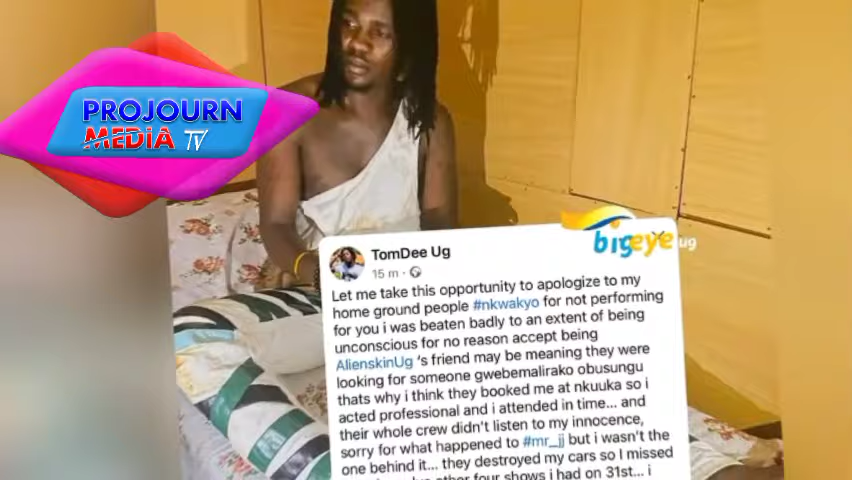 PROJOURN
MEDIA TV
bigeye ug
TomDee Ug
15 m ·
Let me take this opportunity to apologize to my
home ground people #nkwakyo for not performing
for you i was beaten badly to an extent of being
unconscious for no reason accept being
AlienskinUg 's friend may be meaning they were
looking for someone gwebemalirako obusungu
thats why i think they booked me at nkuuka so i
acted professional and i attended in time... and
their whole crew didn't listen to my innocence,
sorry for what happened to #mr_jj but i wasn't the
one behind it... they destroyed my cars so I missed
other four shows i had on 31st... i